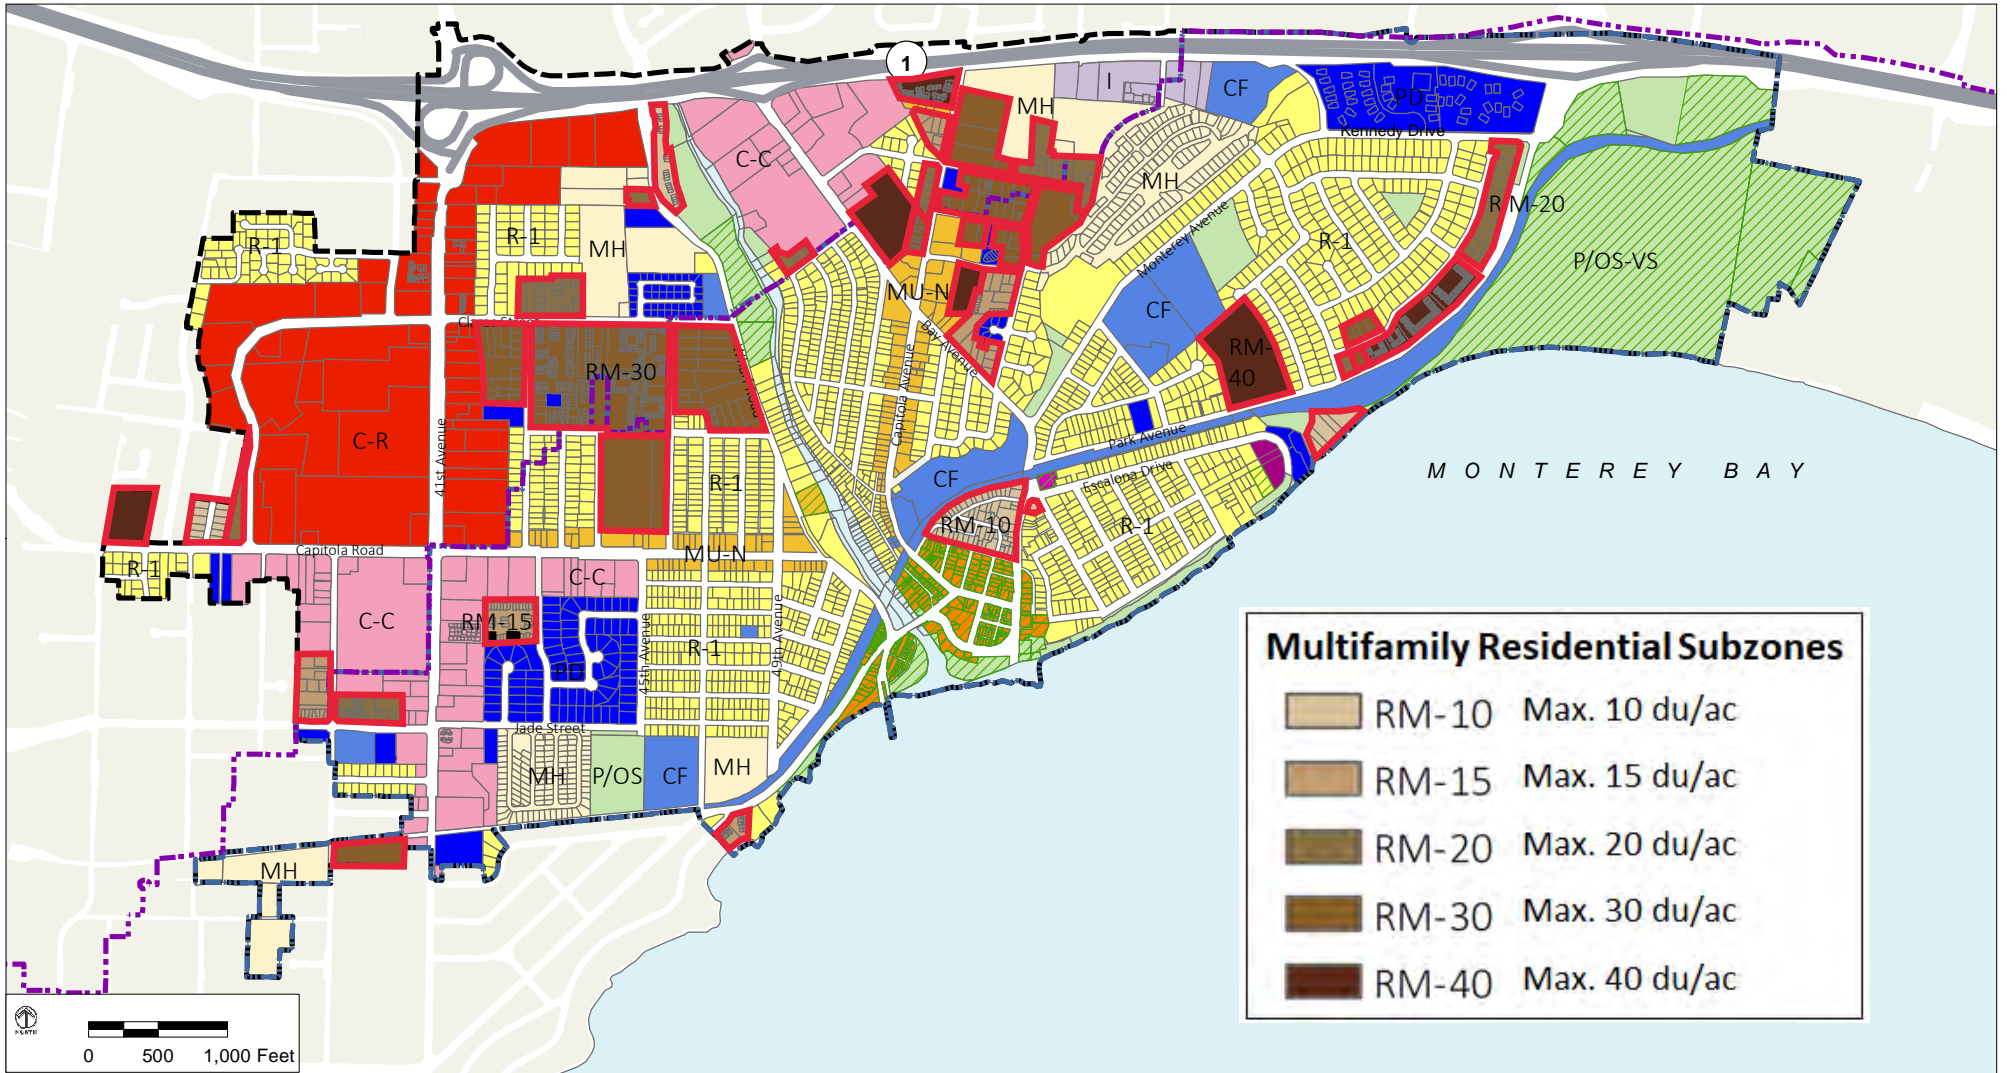 1
MH
I
CF
PD
Kennedy Drive
C-C
MH
R M-20
Monterey Avenue
R-1
R-1
R-1
MH
P/OS-VS
MU-N
CF
Bay Avenue
RM-
40
RM-30
Capitola Avenue
C-R
41st Avenue
Park Avenue
Escalona Drive
MONTEREY BAY
R-1
CF
RM-10
R-1
Capitola Road
MU-N
R-1
C-C
C-C
RM-15
45th Avenue
49th Avenue
R-1
PD
Jade Street
MH
P/OS
CF
MH
MH
Multifamily Residential Subzones
RM-10 Max. 10 du/ac
RM-15 Max. 15 du/ac
RM-20 Max. 20 du/ac
RM-30 Max. 30 du/ac
RM-40 Max. 40 du/ac
NORTH
0 500 1,000 Feet